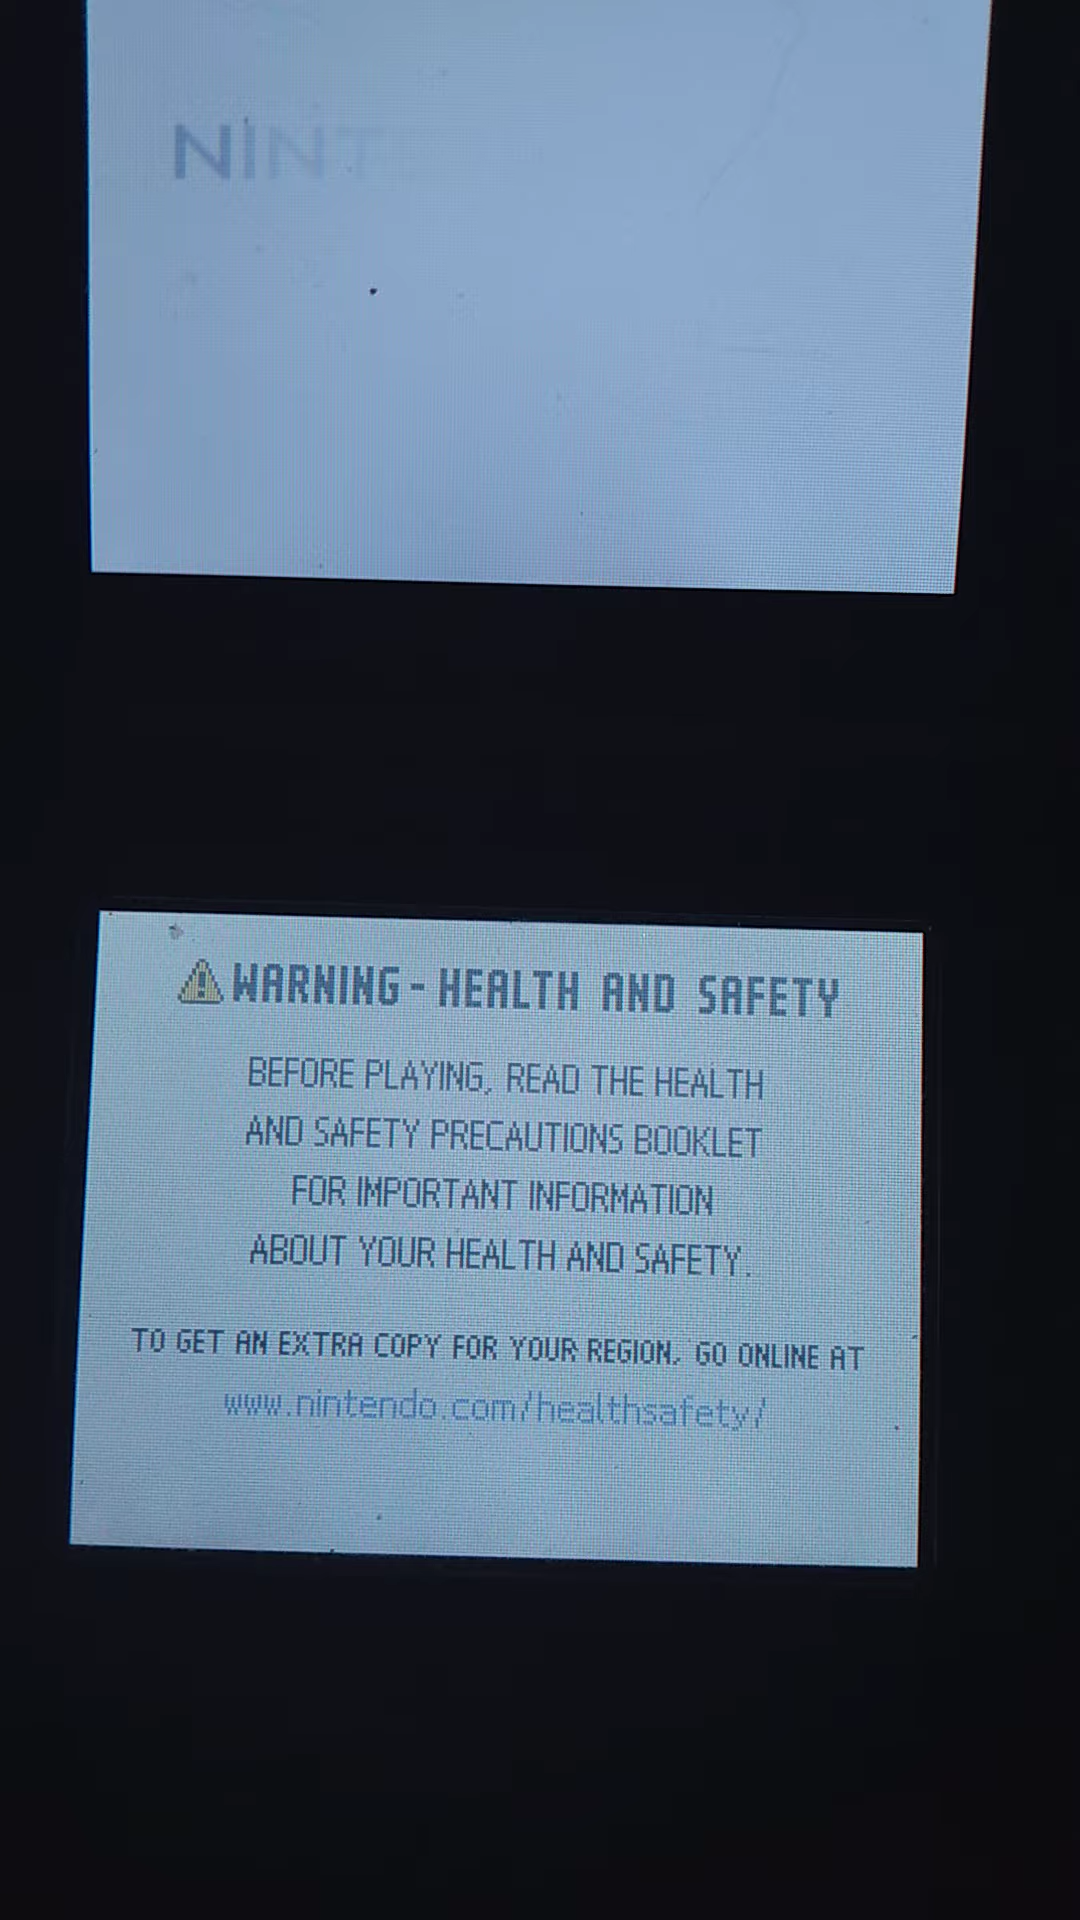 NINT
WARNING - HEALTH AND SAFETY
BEFORE PLAYING, READ THE HEALTH
AND SAFETY PRECAUTIONS BOOKLET
FOR IMPORTANT INFORMATION
ABOUT YOUR HEALTH AND SAFETY.
TO GET AN EXTRA COPY FOR YOUR REGION, GO ONLINE AT
www.nintendo.com/healthsafety/